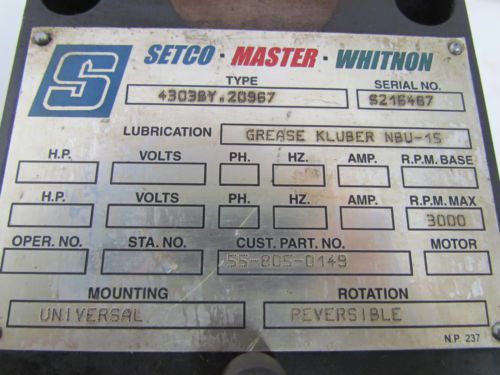 S SETCO · MASTER · WHITNON
TYPE SERIAL NO.
4303BY.20967 S216467
LUBRICATION GREASE KLUBER NBU-15
H.P. VOLTS PH. HZ. AMP. R.P.M. BASE
H.P. VOLTS PH. HZ. AMP. R.P.M. MAX
3000
OPER. NO. STA. NO. CUST. PART. NO. MOTOR
SS-80S-0149
MOUNTING ROTATION
UNIVERSAL REVERSIBLE
N.P. 237